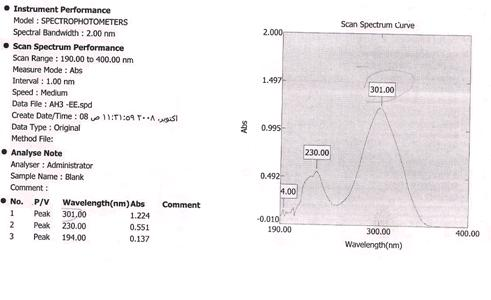 Instrument Performance
Model : SPECTROPHOTOMETERS
Spectral Bandwidth : 2.00 nm
Scan Spectrum Performance
Scan Range : 190.00 to 400.00 nm
Measure Mode : Abs
Interval : 1.00 nm
Speed : Medium
Data File : AH3 -EE.spd
Create Date/Time : 08 اكتوبر، ٢٠٠٨ ١١:٣١:٥٩ ص
Data Type : Original
Method File:
Analyse Note
Analyser : Administrator
Sample Name : Blank
Comment :
No. P/V Wavelength(nm) Abs Comment
1 Peak 301.00 1.224
2 Peak 230.00 0.551
3 Peak 194.00 0.137
Scan Spectrum Curve
2.000
1.497
0.995
0.492
-0.010
Abs
301.00
230.00
4.00
190.00 300.00 400.00
Wavelength(nm)